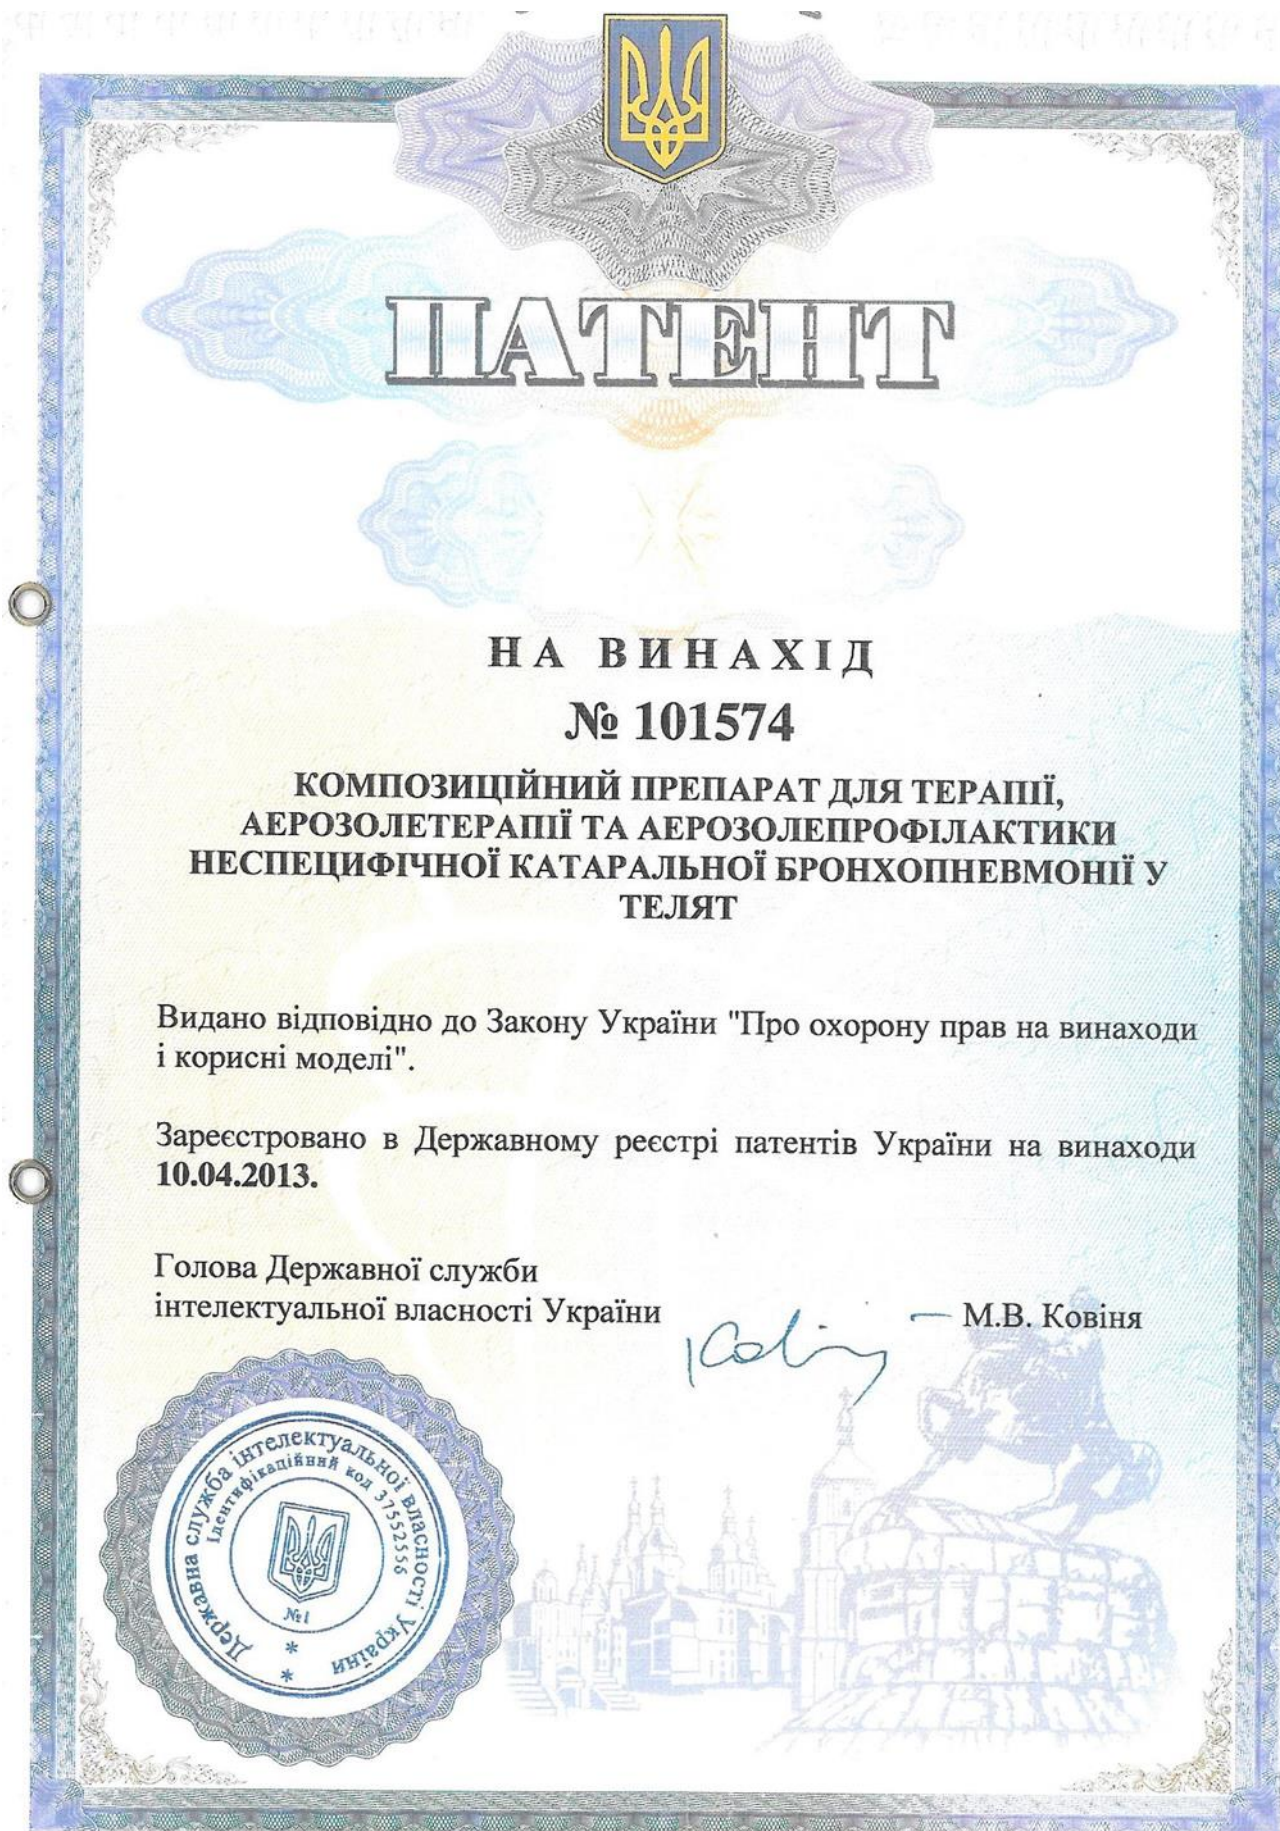 ПАТЕНТ
НА ВИНАХІД
№ 101574
КОМПОЗИЦІЙНИЙ ПРЕПАРАТ ДЛЯ ТЕРАПІЇ,
АЕРОЗОЛЕТЕРАПІЇ ТА АЕРОЗОЛЕПРОФІЛАКТИКИ
НЕСПЕЦИФІЧНОЇ КАТАРАЛЬНОЇ БРОНХОПНЕВМОНІЇ У
ТЕЛЯТ
Видано відповідно до Закону України "Про охорону прав на винаходи
і корисні моделі".
Зареєстровано в Державному реєстрі патентів України на винаходи
10.04.2013.
Голова Державної служби
інтелектуальної власності України
М.В. Ковіня
Державна служба інтелектуальної власності України
Ідентифікаційний код 37552556
№1